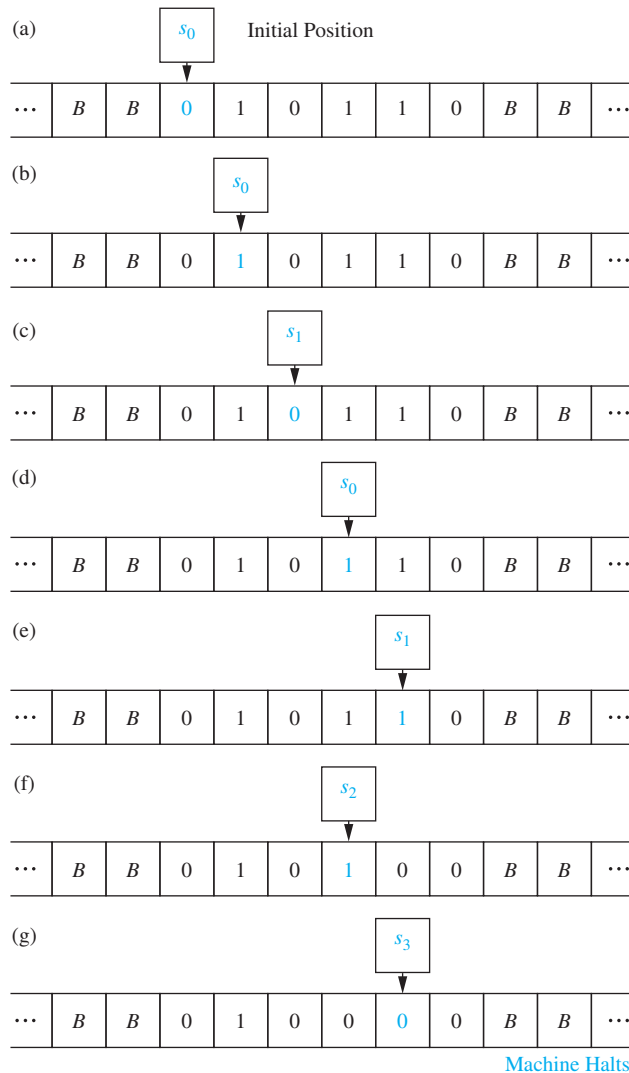 (a) s0 Initial Position
... B B 0 1 0 1 1 0 B B ...
(b) s0
... B B 0 1 0 1 1 0 B B ...
(c) s1
... B B 0 1 0 1 1 0 B B ...
(d) s0
... B B 0 1 0 1 1 0 B B ...
(e) s1
... B B 0 1 0 1 1 0 B B ...
(f) s2
... B B 0 1 0 1 0 0 B B ...
(g) s3
... B B 0 1 0 0 0 0 B B ...
Machine Halts